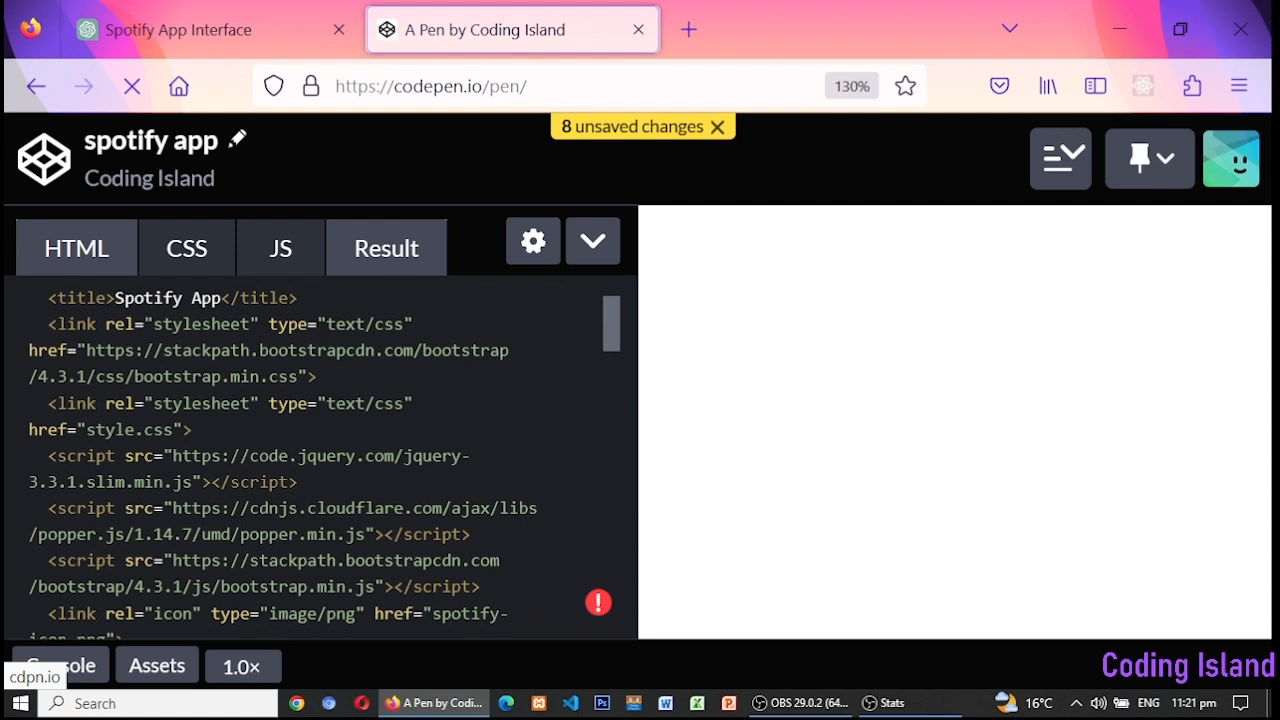 Spotify App Interface
A Pen by Coding Island
https://codepen.io/pen/
130%
8 unsaved changes
spotify app
Coding Island
HTML
CSS
JS
Result
<title>Spotify App</title>
<link rel="stylesheet" type="text/css"
href="https://stackpath.bootstrapcdn.com/bootstrap
/4.3.1/css/bootstrap.min.css">
<link rel="stylesheet" type="text/css"
href="style.css">
<script src="https://code.jquery.com/jquery-
3.3.1.slim.min.js"></script>
<script src="https://cdnjs.cloudflare.com/ajax/libs
/popper.js/1.14.7/umd/popper.min.js"></script>
<script src="https://stackpath.bootstrapcdn.com
/bootstrap/4.3.1/js/bootstrap.min.js"></script>
<link rel="icon" type="image/png" href="spotify-
icon.png">
Console
Assets
1.0×
Coding Island
cdpn.io
Search
A Pen by Codi...
OBS 29.0.2 (64...
Stats
16°C
ENG
11:21 pm